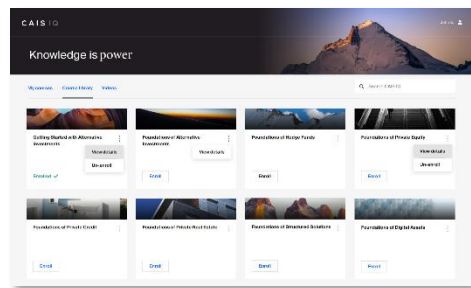 CAIS IQ
Knowledge is power
My courses Course library Videos
Getting Started with Alternative
Investments
View details
Un-enroll
Enrolled
Foundations of Alternative
Investments
View details
Enroll
Foundations of Hedge Funds
Enroll
Foundations of Private Equity
View details
Un-enroll
Enroll
Foundations of Private Credit
Enroll
Foundations of Private Real Estate
Enroll
Foundations of Structured Solutions
Enroll
Foundations of Digital Assets
Enroll